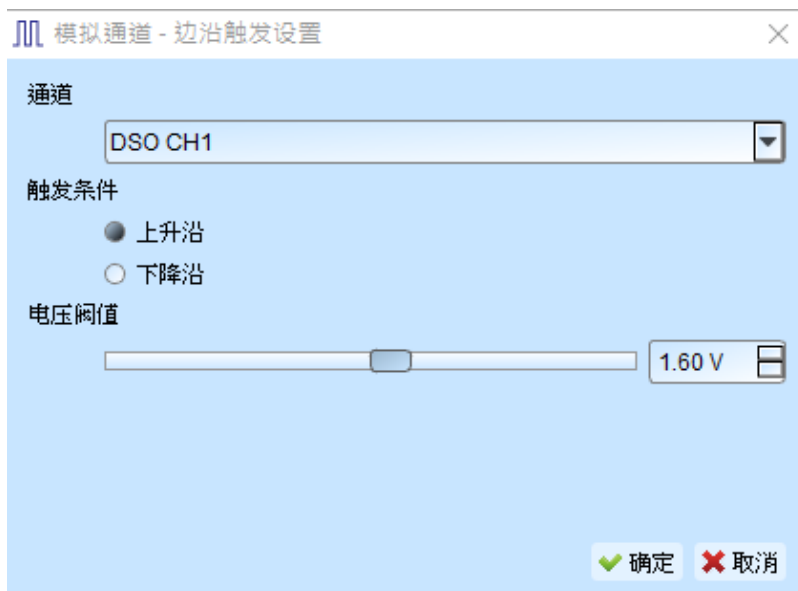 模拟通道 - 边沿触发设置
通道
DSO CH1
触发条件
上升沿
下降沿
电压阀值
1.60 V
确定 取消